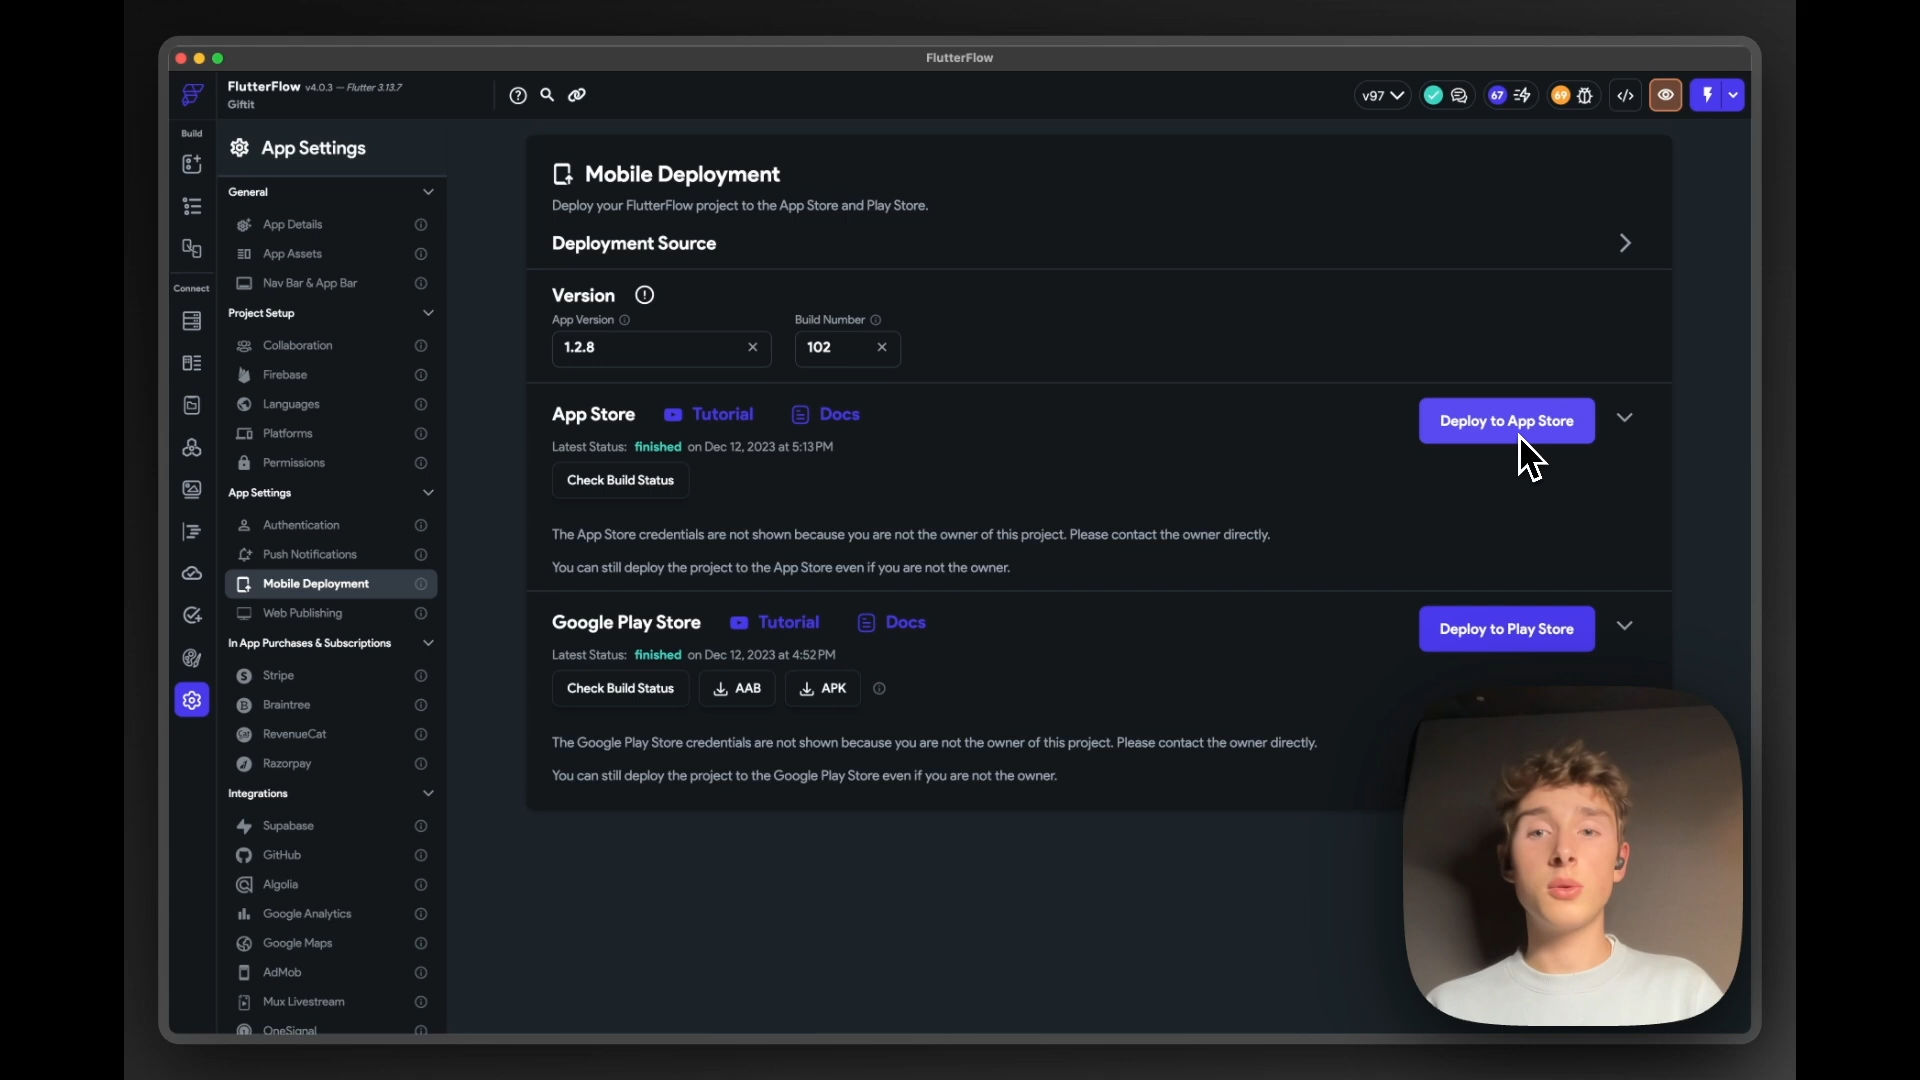 FlutterFlow
FlutterFlow v4.0.3 — Flutter 3.13.7
Giftit
v97
67
69
Build
Connect
App Settings
General
App Details
App Assets
Nav Bar & App Bar
Project Setup
Collaboration
Firebase
Languages
Platforms
Permissions
App Settings
Authentication
Push Notifications
Mobile Deployment
Web Publishing
In App Purchases & Subscriptions
Stripe
Braintree
RevenueCat
Razorpay
Integrations
Supabase
GitHub
Algolia
Google Analytics
Google Maps
AdMob
Mux Livestream
OneSignal
Mobile Deployment
Deploy your FlutterFlow project to the App Store and Play Store.
Deployment Source
Version
App Version
Build Number
1.2.8
102
App Store Tutorial Docs
Deploy to App Store
Latest Status: finished on Dec 12, 2023 at 5:13 PM
Check Build Status
The App Store credentials are not shown because you are not the owner of this project. Please contact the owner directly.
You can still deploy the project to the App Store even if you are not the owner.
Google Play Store Tutorial Docs
Deploy to Play Store
Latest Status: finished on Dec 12, 2023 at 4:52 PM
Check Build Status AAB APK
The Google Play Store credentials are not shown because you are not the owner of this project. Please contact the owner directly.
You can still deploy the project to the Google Play Store even if you are not the owner.